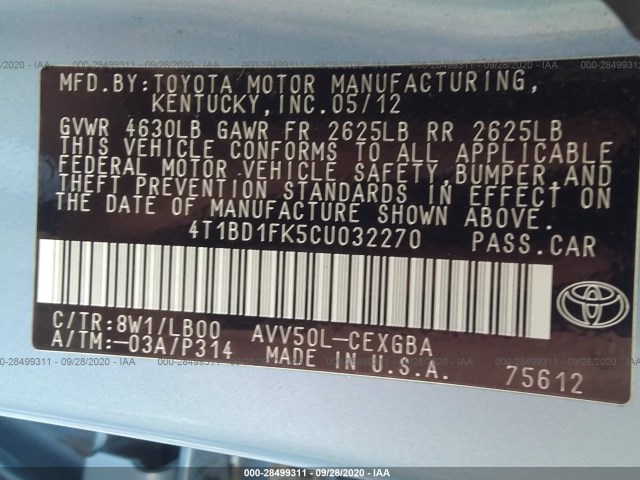 MFD.BY:TOYOTA MOTOR MANUFACTURING,
KENTUCKY,INC.05/12
GVWR 4630LB GAWR FR 2625LB RR 2625LB
THIS VEHICLE CONFORMS TO ALL APPLICABLE
FEDERAL MOTOR VEHICLE SAFETY,BUMPER,AND
THEFT PREVENTION STANDARDS IN EFFECT ON
THE DATE OF MANUFACTURE SHOWN ABOVE.
4T1BD1FK5CU032270 PASS.CAR
C/TR:8W1/LB00 AVV50L-CEXGBA
A/TM:-03A/P314 MADE IN U.S.A.
75612
000-28499311 - 09/28/2020 - IAA